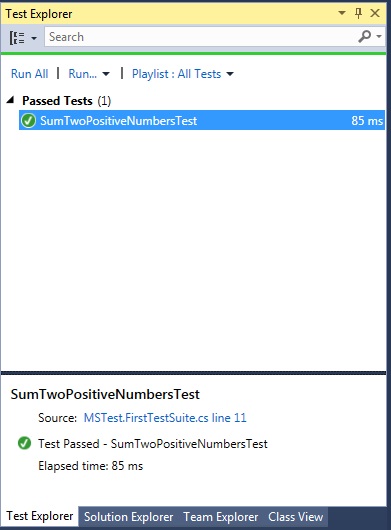 Test Explorer
Search
Run All | Run... | Playlist : All Tests
Passed Tests (1)
SumTwoPositiveNumbersTest 85 ms
SumTwoPositiveNumbersTest
Source: MSTest.FirstTestSuite.cs line 11
Test Passed - SumTwoPositiveNumbersTest
Elapsed time: 85 ms
Test Explorer Solution Explorer Team Explorer Class View